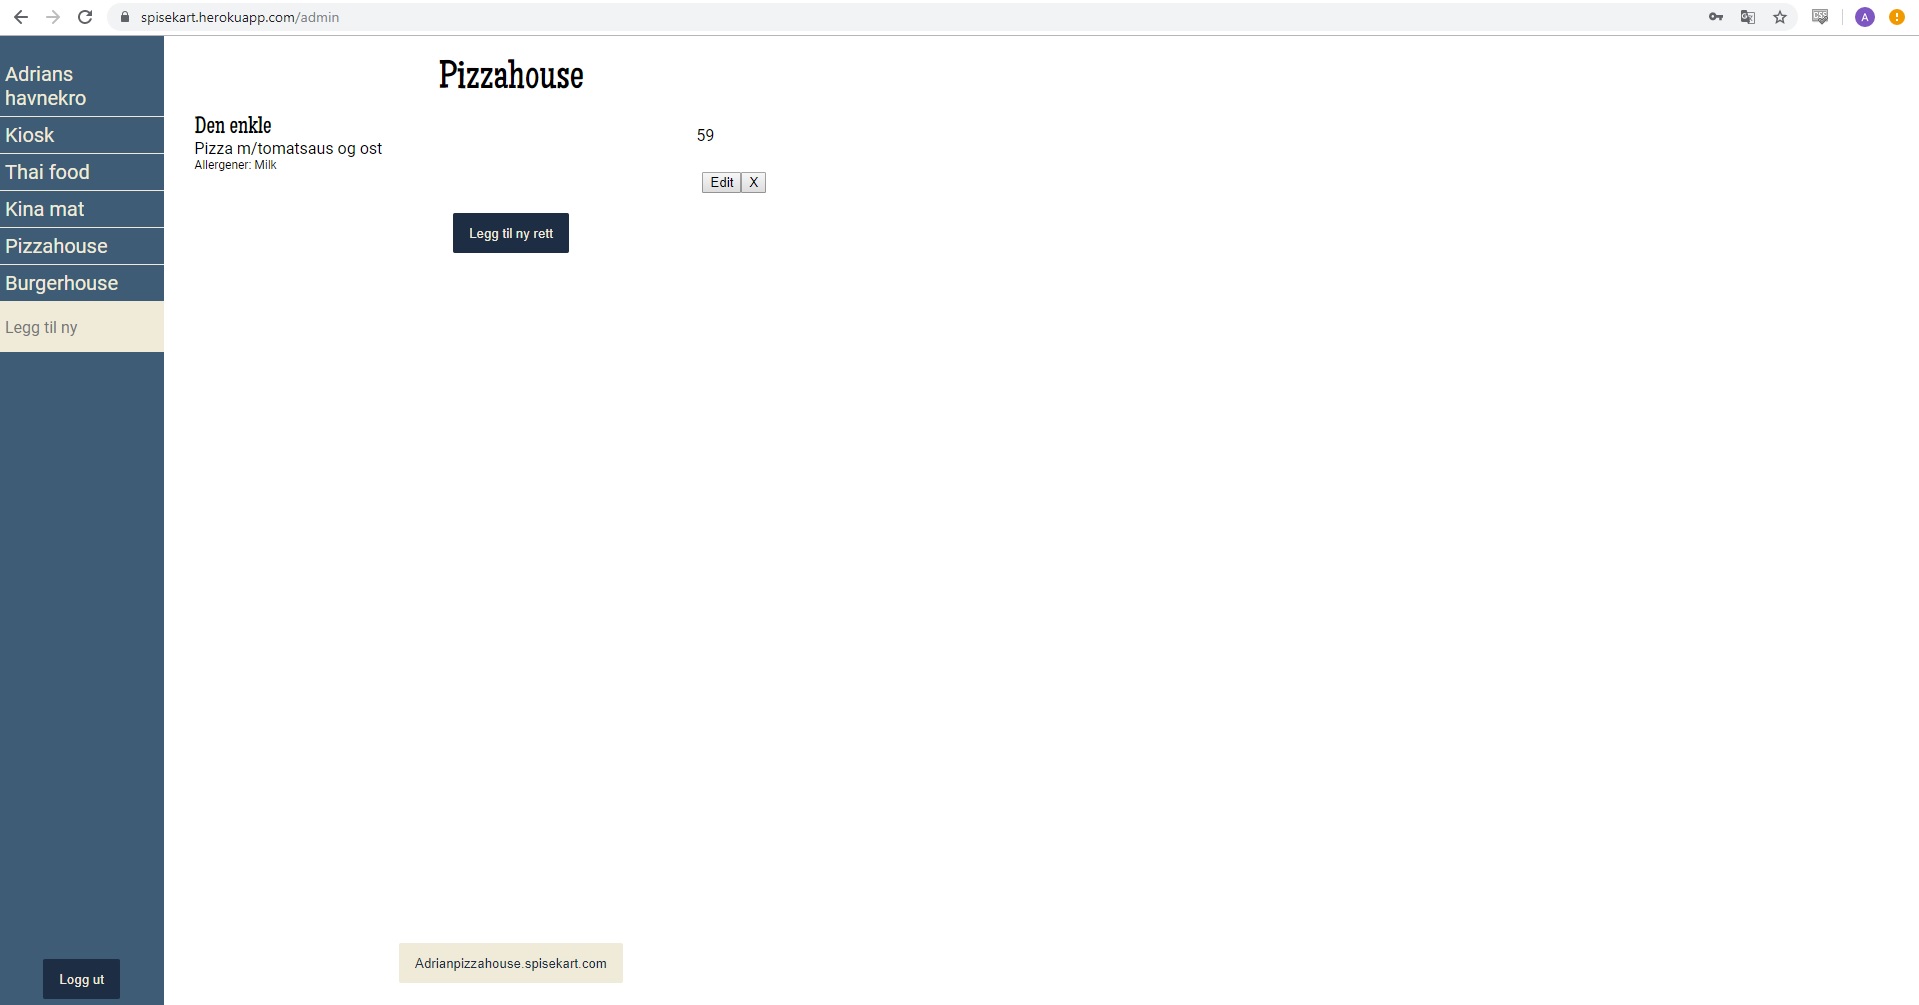 spisekart.herokuapp.com/admin
A
Adrians
havnekro
Kiosk
Thai food
Kina mat
Pizzahouse
Burgerhouse
Legg til ny
Logg ut
Pizzahouse
Den enkle
Pizza m/tomatsaus og ost
Allergener: Milk
59
Edit X
Legg til ny rett
Adrianpizzahouse.spisekart.com